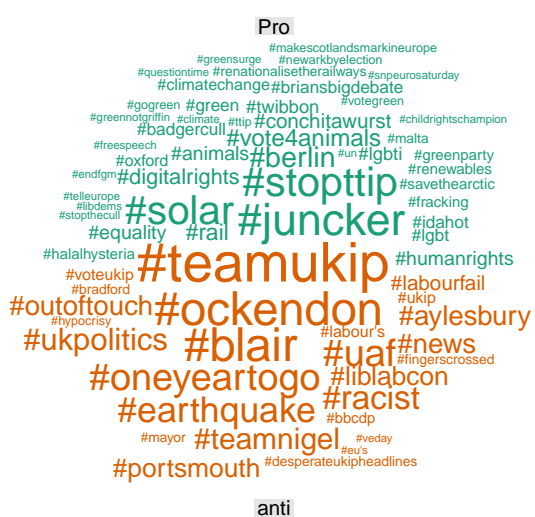 Pro
#makescotlandsmarkineurope
#greensurge #newarkbyelection
#questiontime #renationalisetherailways #snpeurosaturday
#climatechange #briansbigdebate
#gogreen #green #twibbon #votegreen
#greennotgriffin #climate #ttip #conchitawurst #childrightschampion
#badgercull #vote4animals #malta
#freespeech #animals #berlin #un #lgbti #greenparty
#oxford #renewables
#endfgm #digitalrights #stopttip #savethearctic
#telleurope #fracking
#libdems #solar #juncker #idahot
#stopthecull #equality #rail #lgbt
#halalhysteria #teamukip #humanrights
#voteukip #labourfail
#bradford #ockendon #ukip
#outoftouch #aylesbury
#hypocrisy #labour's
#ukpolitics #blair #uaf #news
#fingerscrossed
#oneyeartogo #liblabcon
#earthquake #racist
#bbcdp
#mayor #teamnigel #veday
#eu's
#portsmouth #desperateukipheadlines
anti